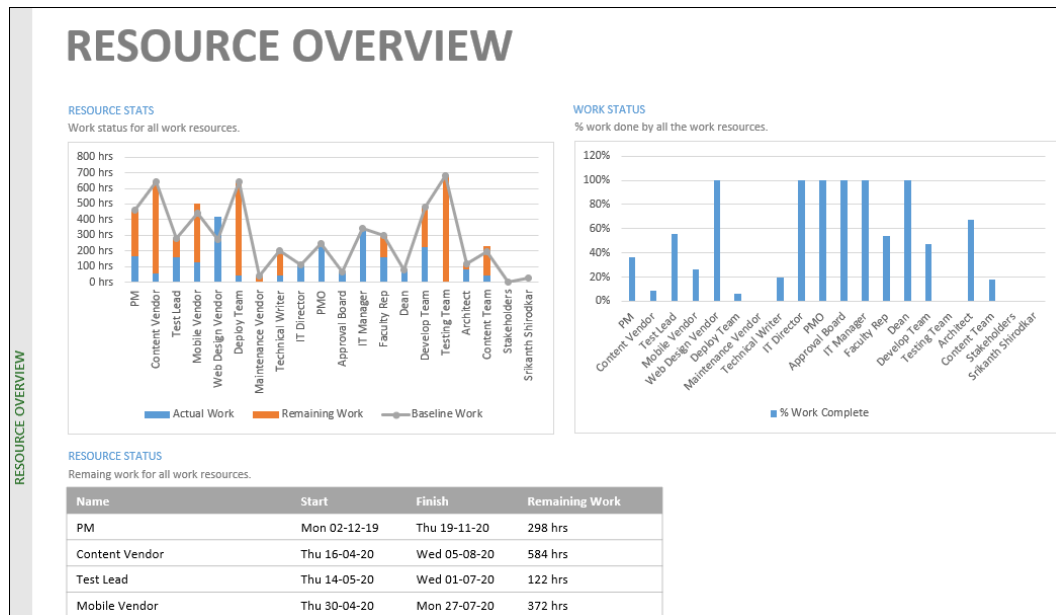 RESOURCE OVERVIEW
RESOURCE OVERVIEW
RESOURCE STATS
Work status for all work resources.
800 hrs
700 hrs
600 hrs
500 hrs
400 hrs
300 hrs
200 hrs
100 hrs
0 hrs
PM
Content Vendor
Test Lead
Mobile Vendor
Web Design Vendor
Deploy Team
Maintenance Vendor
Technical Writer
IT Director
PMO
Approval Board
IT Manager
Faculty Rep
Dean
Develop Team
Testing Team
Architect
Content Team
Stakeholders
Srikanth Shirodkar
Actual Work Remaining Work Baseline Work
WORK STATUS
% work done by all the work resources.
120%
100%
80%
60%
40%
20%
0%
PM
Content Vendor
Test Lead
Mobile Vendor
Web Design Vendor
Deploy Team
Maintenance Vendor
Technical Writer
IT Director
PMO
Approval Board
IT Manager
Faculty Rep
Dean
Develop Team
Testing Team
Architect
Content Team
Stakeholders
Srikanth Shirodkar
% Work Complete
RESOURCE STATUS
Remaing work for all work resources.
Name Start Finish Remaining Work
PM Mon 02-12-19 Thu 19-11-20 298 hrs
Content Vendor Thu 16-04-20 Wed 05-08-20 584 hrs
Test Lead Thu 14-05-20 Wed 01-07-20 122 hrs
Mobile Vendor Thu 30-04-20 Mon 27-07-20 372 hrs